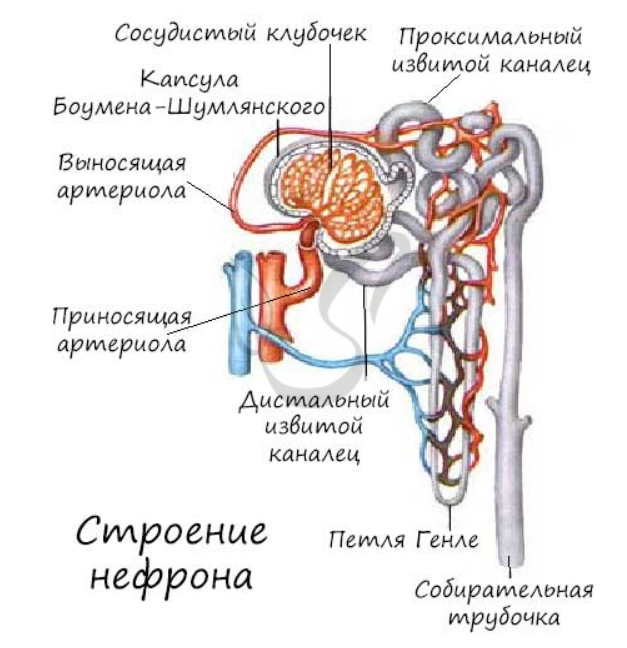 Сосудистый клубочек
Проксимальный
извитой каналец
Капсула
Боумена-Шумлянского
Выносящая
артериола
Приносящая
артериола
Дистальный
извитой
каналец
Петля Генле
Собирательная
трубочка
Строение
нефрона